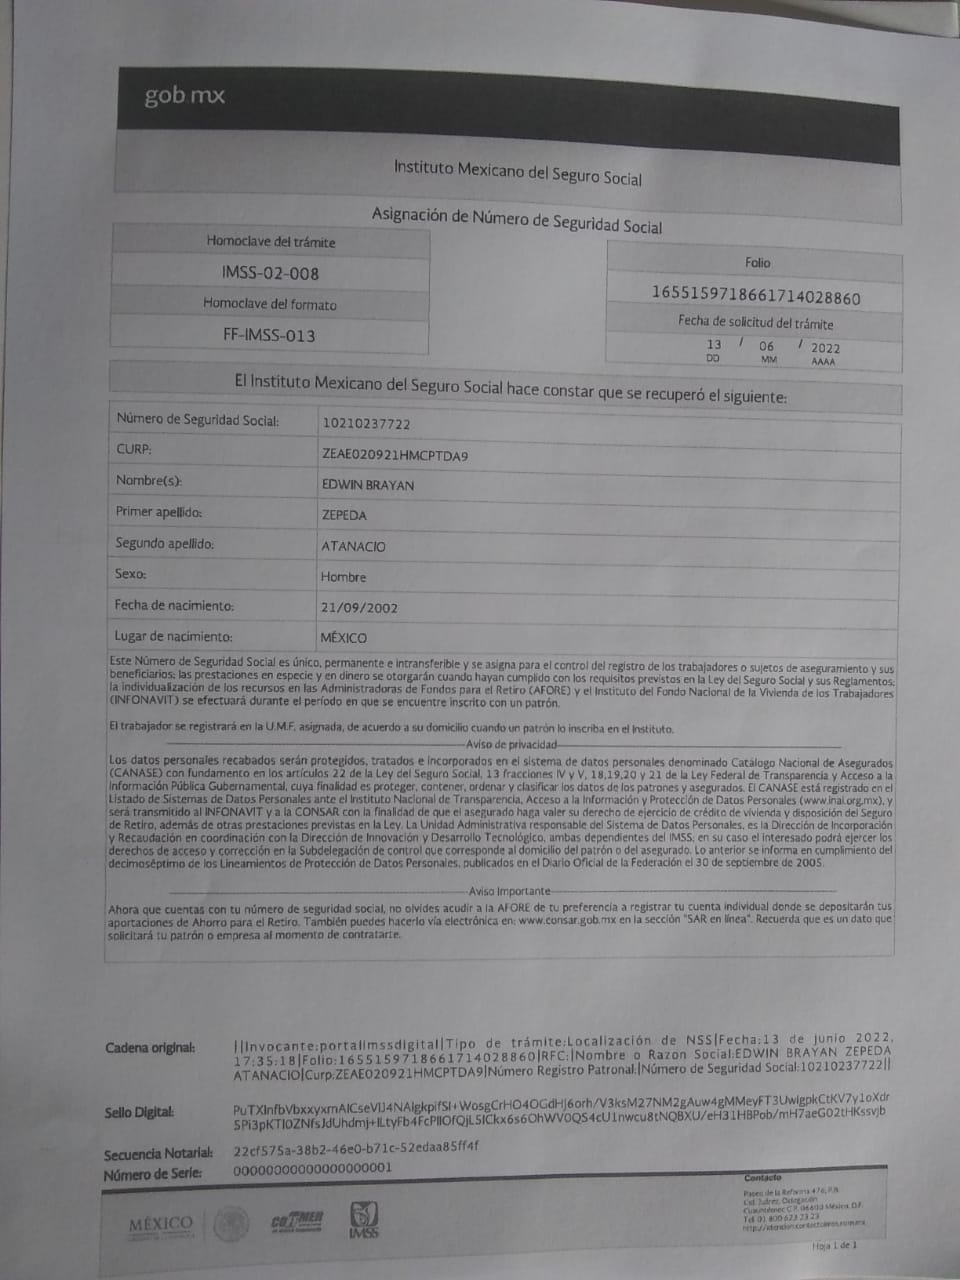 gob.mx
Instituto Mexicano del Seguro Social
Asignación de Número de Seguridad Social
Homoclave del trámite
IMSS-02-008
Homoclave del formato
FF-IMSS-013
Folio
1655159718661714028860
Fecha de solicitud del trámite
13 / 06 / 2022
DD MM AAAA
El Instituto Mexicano del Seguro Social hace constar que se recuperó el siguiente:
Número de Seguridad Social: 10210237722
CURP: ZEAE020921HMCPTDA9
Nombre(s): EDWIN BRAYAN
Primer apellido: ZEPEDA
Segundo apellido: ATANACIO
Sexo: Hombre
Fecha de nacimiento: 21/09/2002
Lugar de nacimiento: MÉXICO
Este Número de Seguridad Social es único, permanente e intransferible y se asigna para el control del registro de los trabajadores o sujetos de aseguramiento y sus
beneficiarios; las prestaciones en especie y en dinero se otorgarán cuando hayan cumplido con los requisitos previstos en la Ley del Seguro Social y sus Reglamentos;
la individualización de los recursos en las Administradoras de Fondos para el Retiro (AFORE) y el Instituto del Fondo Nacional de la Vivienda de los Trabajadores
(INFONAVIT) se efectuará durante el período en que se encuentre inscrito con un patrón.
El trabajador se registrará en la U.M.F. asignada, de acuerdo a su domicilio cuando un patrón lo inscriba en el Instituto.
Aviso de privacidad
Los datos personales recabados serán protegidos, tratados e incorporados en el sistema de datos personales denominado Catálogo Nacional de Asegurados
(CANASE) con fundamento en los artículos 22 de la Ley del Seguro Social, 13 fracciones IV y V, 18,19,20 y 21 de la Ley Federal de Transparencia y Acceso a la
Información Pública Gubernamental, cuya finalidad es proteger, contener, ordenar y clasificar los datos de los patrones y asegurados. El CANASE está registrado en el
Listado de Sistemas de Datos Personales ante el Instituto Nacional de Transparencia, Acceso a la Información y Protección de Datos Personales (www.inai.org.mx), y
será transmitido al INFONAVIT y a la CONSAR con la finalidad de que el asegurado haga valer su derecho de ejercicio de crédito de vivienda y disposición del Seguro
de Retiro, además de otras prestaciones previstas en la Ley. La Unidad Administrativa responsable del Sistema de Datos Personales, es la Dirección de Incorporación
y Recaudación en coordinación con la Dirección de Innovación y Desarrollo Tecnológico, ambas dependientes del IMSS, en su caso el interesado podrá ejercer los
derechos de acceso y corrección en la Subdelegación de control que corresponde al domicilio del patrón o del asegurado. Lo anterior se informa en cumplimiento del
decimoséptimo de los Lineamientos de Protección de Datos Personales, publicados en el Diario Oficial de la Federación el 30 de septiembre de 2005.
Aviso Importante
Ahora que cuentas con tu número de seguridad social, no olvides acudir a la AFORE de tu preferencia a registrar tu cuenta individual donde se depositarán tus
aportaciones de Ahorro para el Retiro. También puedes hacerlo vía electrónica en: www.consar.gob.mx en la sección "SAR en línea". Recuerda que es un dato que
solicitará tu patrón o empresa al momento de contratarte.
Cadena original: ||Invocante:portalimssdigital|Tipo de trámite:Localización de NSS|Fecha:13 de junio 2022,
17:35:18|Folio:1655159718661714028860|RFC:|Nombre o Razon Social:EDWIN BRAYAN ZEPEDA
ATANACIO|Curp:ZEAE020921HMCPTDA9|Número Registro Patronal:|Número de Seguridad Social:10210237722||
Sello Digital:
Secuencia Notarial: 22cf575a-38b2-46e0-b71c-52edaa85ff4f
Número de Serie: 00000000000000000001
MÉXICO
COFEMER
IMSS
Contacto
Paseo de la Reforma 476, P.B.
Col. Juárez, Delegación
Cuauhtémoc C.P. 06600 México, D.F.
Tel. 01 800 623 23 23
Hoja 1 de 1